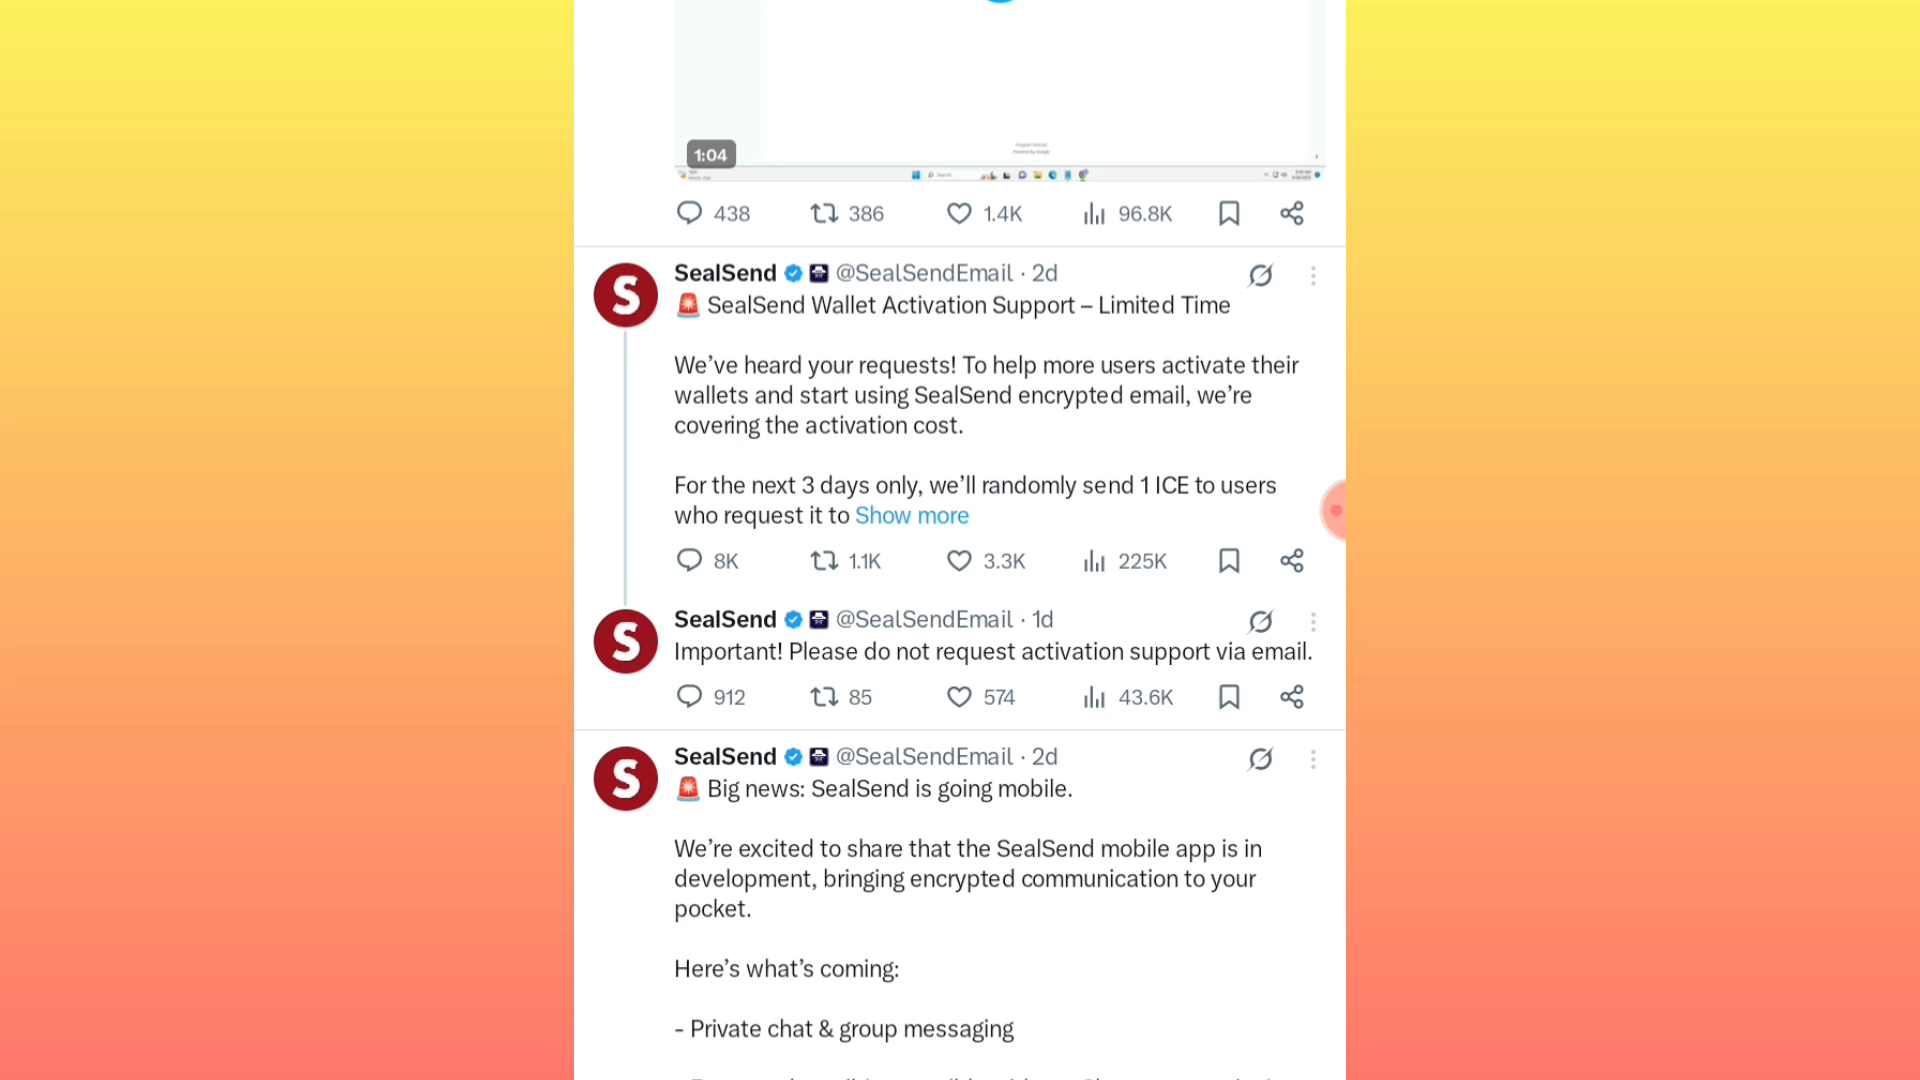 1:04
438 386 1.4K 96.8K
SealSend @SealSendEmail · 2d
SealSend Wallet Activation Support – Limited Time
We’ve heard your requests! To help more users activate their
wallets and start using SealSend encrypted email, we’re
covering the activation cost.
For the next 3 days only, we’ll randomly send 1 ICE to users
who request it to Show more
8K 1.1K 3.3K 225K
SealSend @SealSendEmail · 1d
Important! Please do not request activation support via email.
912 85 574 43.6K
SealSend @SealSendEmail · 2d
Big news: SealSend is going mobile.
We’re excited to share that the SealSend mobile app is in
development, bringing encrypted communication to your
pocket.
Here’s what’s coming:
- Private chat & group messaging